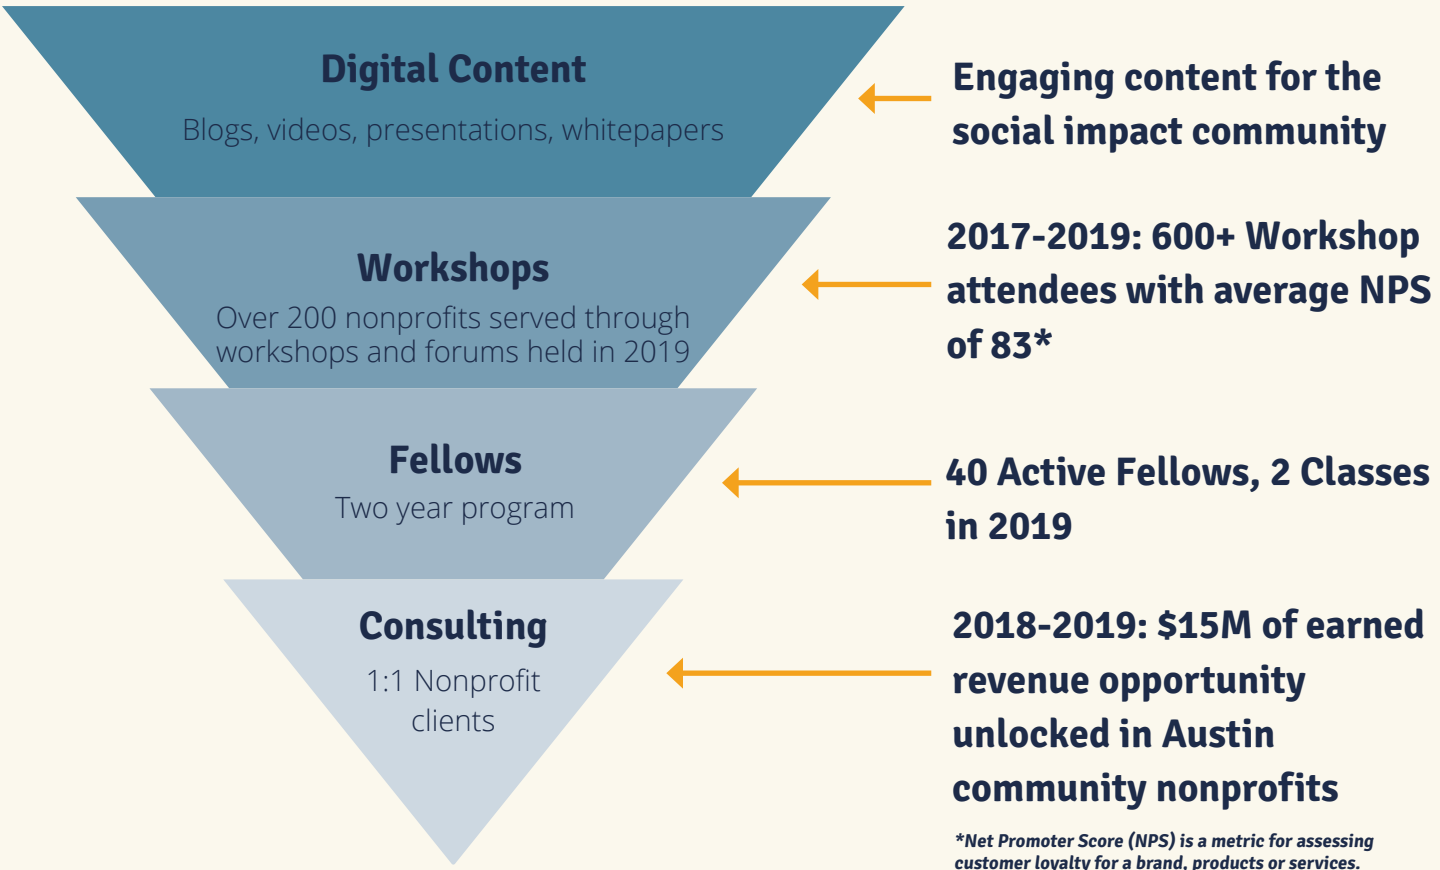 Digital Content
Blogs, videos, presentations, whitepapers
Engaging content for the
social impact community
Workshops
Over 200 nonprofits served through
workshops and forums held in 2019
2017-2019: 600+ Workshop
attendees with average NPS
of 83*
Fellows
Two year program
40 Active Fellows, 2 Classes
in 2019
Consulting
1:1 Nonprofit
clients
2018-2019: $15M of earned
revenue opportunity
unlocked in Austin
community nonprofits
*Net Promoter Score (NPS) is a metric for assessing
customer loyalty for a brand, products or services.